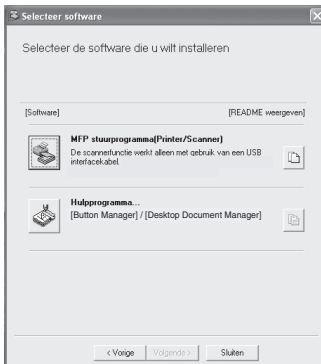 Selecteer software
Selecteer de software die u wilt installeren
[Software] [README weergeven]
MFP stuurprogramma(Printer/Scanner)
De scannerfunctie werkt alleen met gebruik van een USB
interfacekabel.
Hulpprogramma...
[Button Manager] / [Desktop Document Manager]
< Vorige Volgende > Sluiten